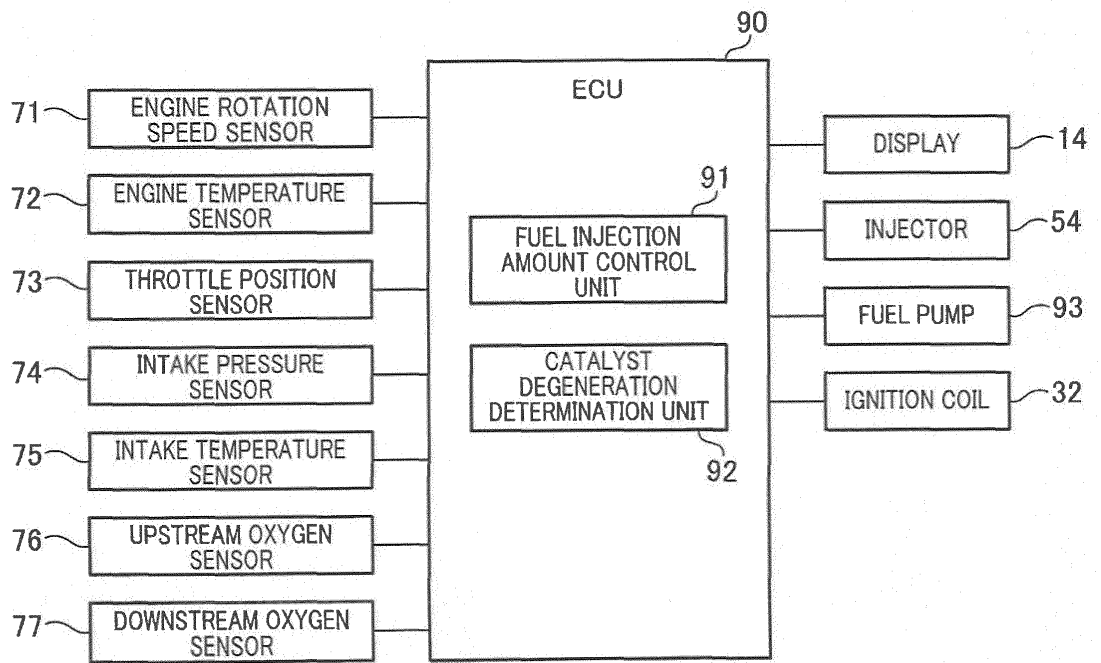 90
ECU
71
ENGINE ROTATION
SPEED SENSOR
72
ENGINE TEMPERATURE
SENSOR
73
THROTTLE POSITION
SENSOR
74
INTAKE PRESSURE
SENSOR
75
INTAKE TEMPERATURE
SENSOR
76
UPSTREAM OXYGEN
SENSOR
77
DOWNSTREAM OXYGEN
SENSOR
91
FUEL INJECTION
AMOUNT CONTROL
UNIT
CATALYST
DEGENERATION
DETERMINATION UNIT
92
DISPLAY
14
INJECTOR
54
FUEL PUMP
93
IGNITION COIL
32